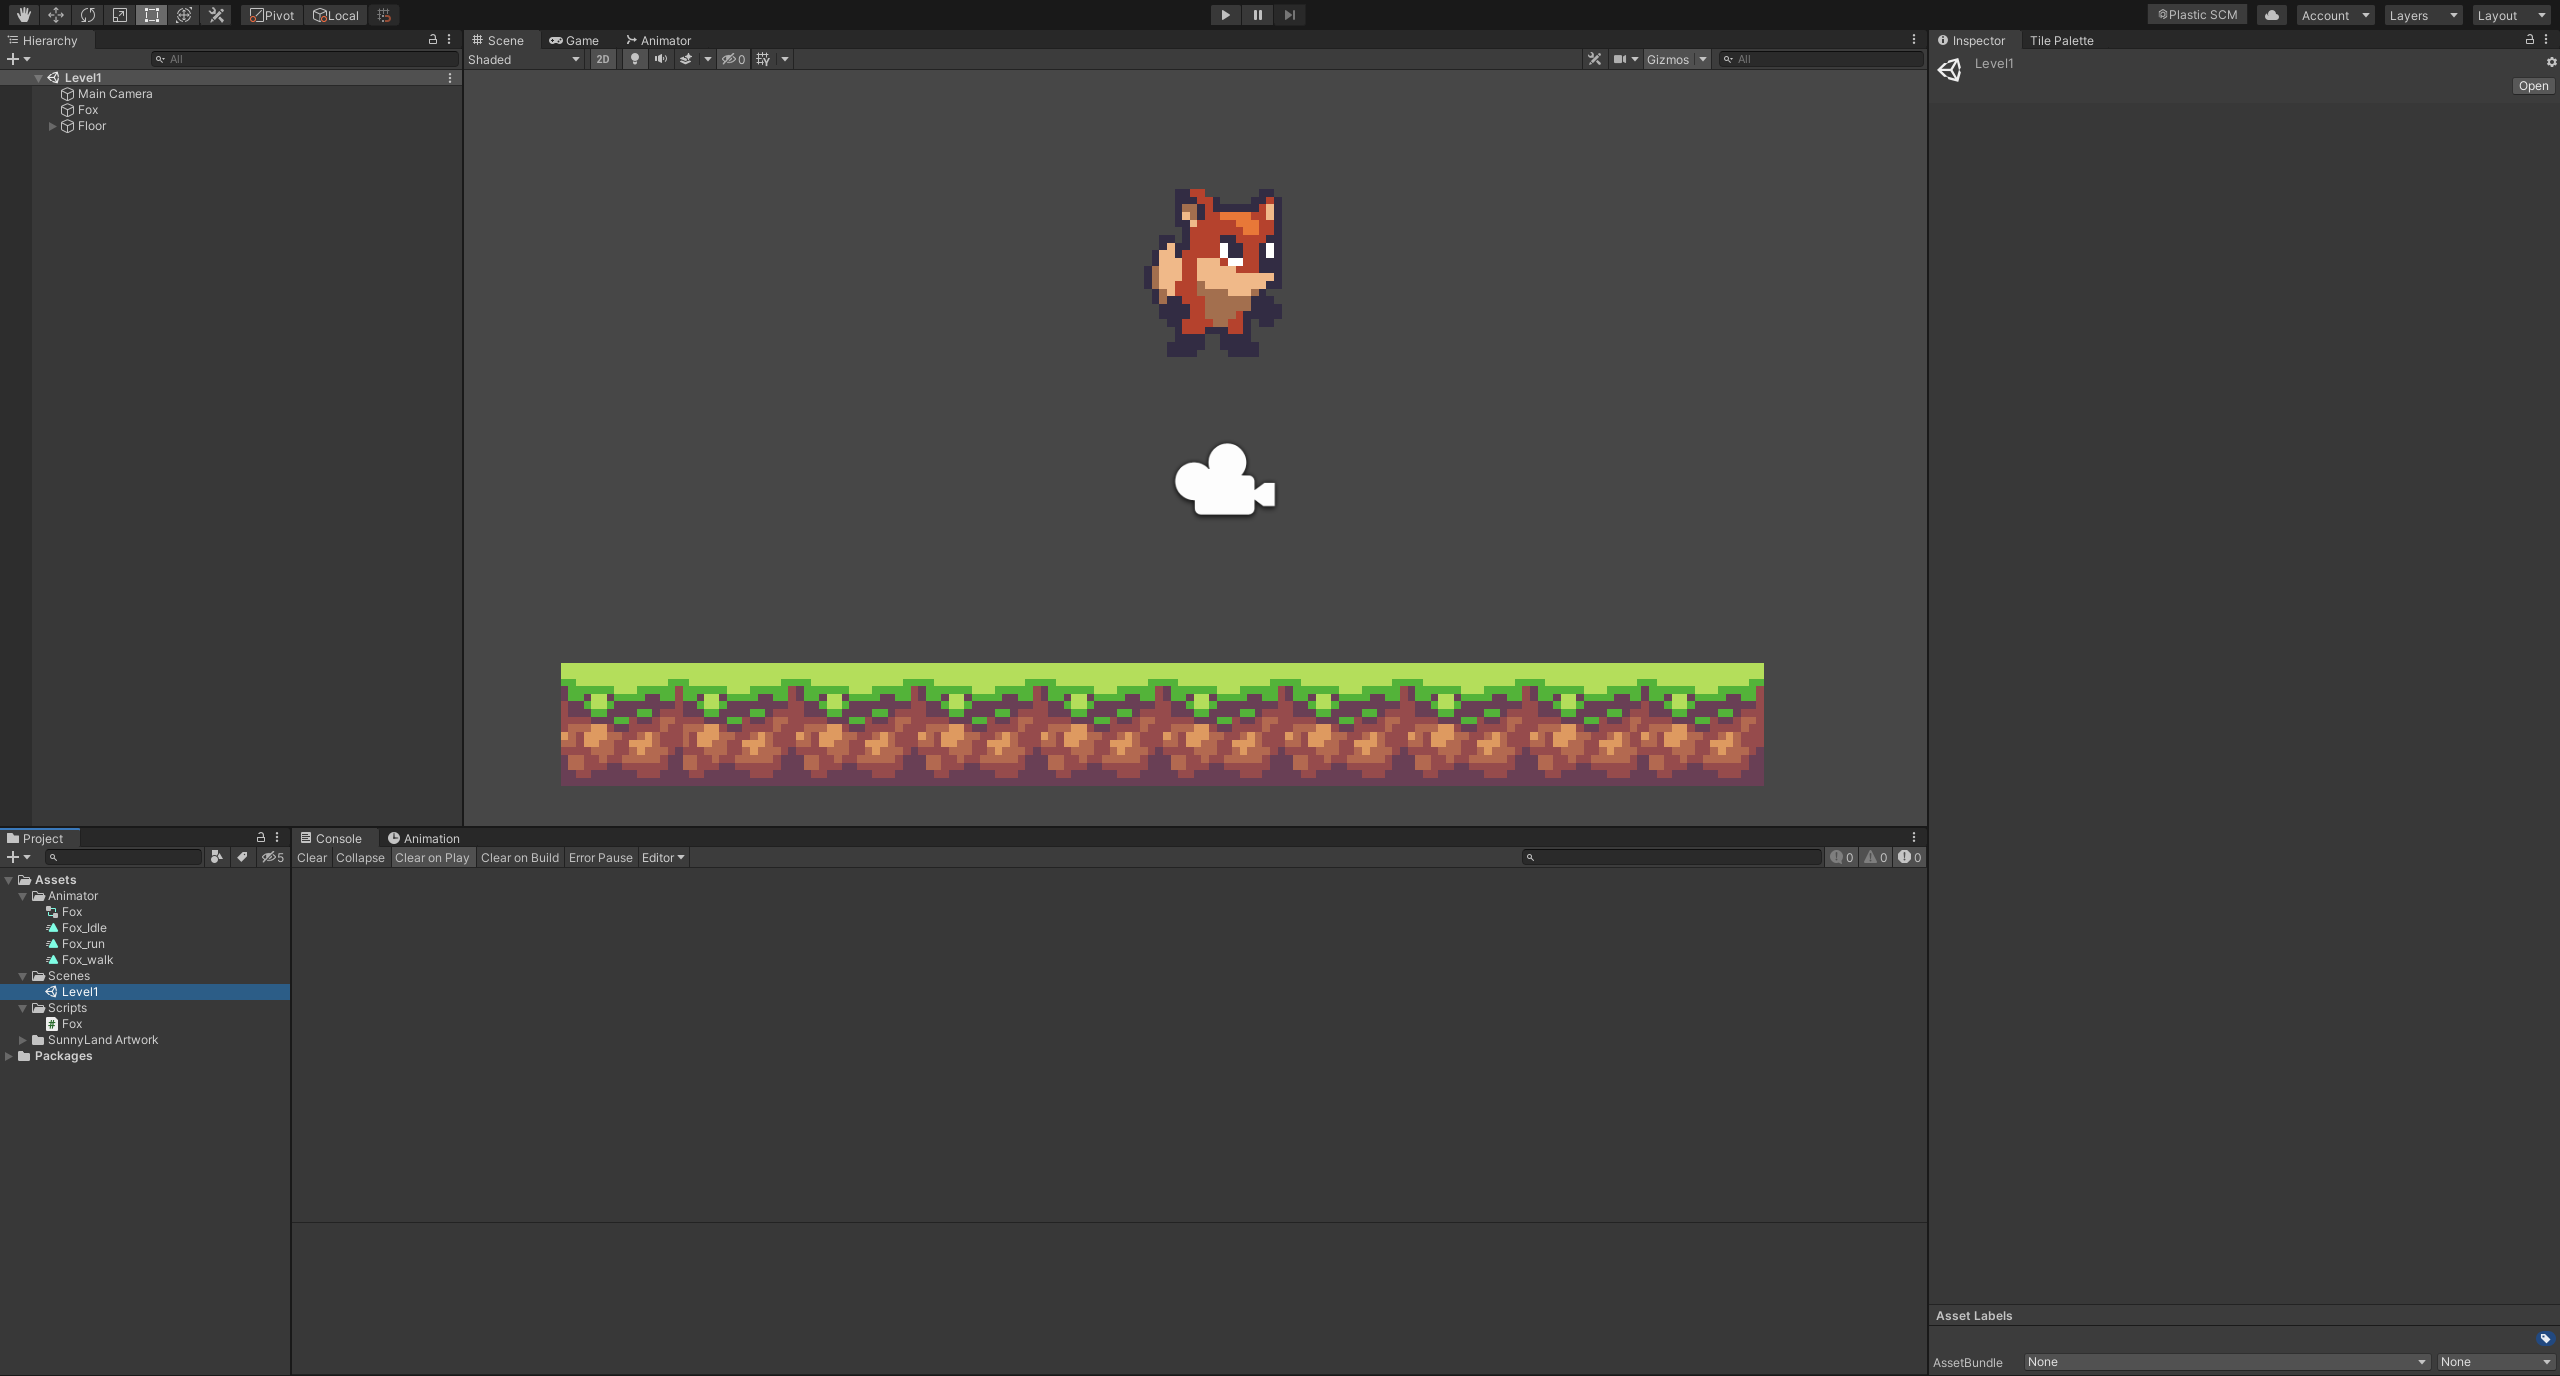 Pivot Local Plastic SCM Account Layers Layout
Hierarchy
All
Level1
Main Camera
Fox
Floor
Scene Game Animator
Shaded 2D 0 Gizmos All
Inspector Tile Palette
Level1
Open
Project
5
Assets
Animator
Fox
Fox_Idle
Fox_run
Fox_walk
Scenes
Level1
Scripts
# Fox
SunnyLand Artwork
Packages
Console Animation
Clear Collapse Clear on Play Clear on Build Error Pause Editor 0 0 0
Asset Labels
AssetBundle None None